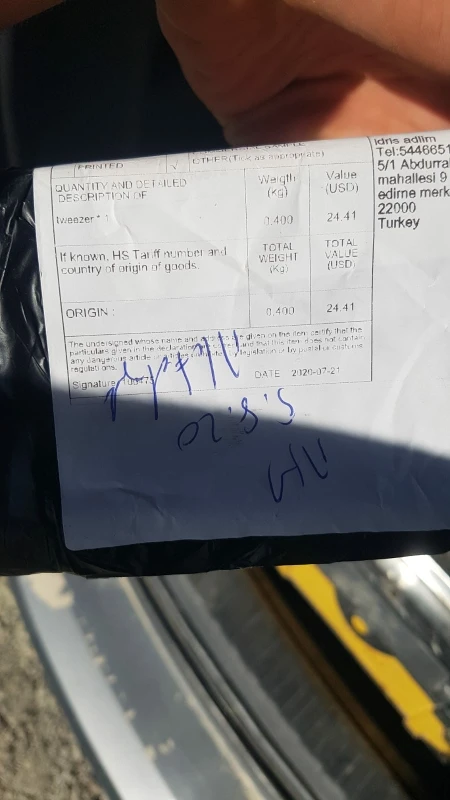 PRINTED √ OTHER(Tick as appropriate)
QUANTITY AND DETAILED DESCRIPTION OF
Weigth (Kg)
Value (USD)
tweezer * 1
0.400
24.41
If known, HS Tariff number and country of origin of goods.
TOTAL WEIGHT (Kg)
TOTAL VALUE (USD)
ORIGIN :
0.400
24.41
The undersigned whose name and address are given on the item certify that the
particulars given in the declaration and that this item does not contain
any dangerous article legislation or by postal or customs
regulations.
Signature
DATE 2020-07-21
idris adlim
Tel:5446651
5/1 Abdurra
mahallesi 9
edirne merk
22000
Turkey